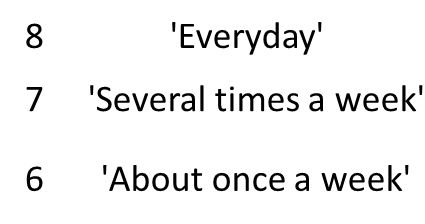 8 'Everyday'
7 'Several times a week'
6 'About once a week'